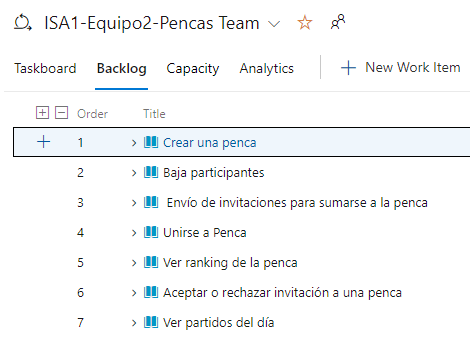 ISA1-Equipo2-Pencas Team
Taskboard Backlog Capacity Analytics New Work Item
Order Title
1 Crear una penca
2 Baja participantes
3 Envío de invitaciones para sumarse a la penca
4 Unirse a Penca
5 Ver ranking de la penca
6 Aceptar o rechazar invitación a una penca
7 Ver partidos del día